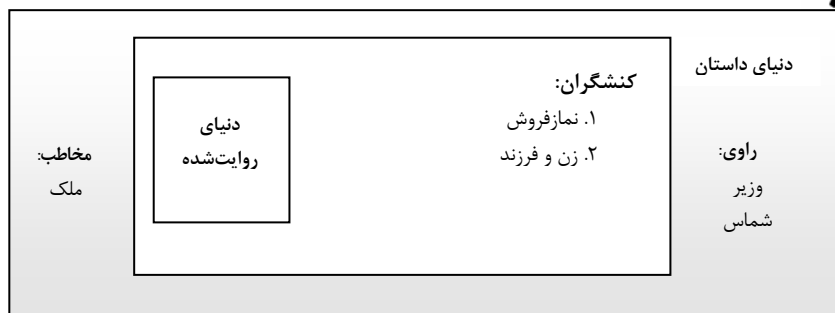 دنیای داستان
راوی:
وزیر
شماس
کنشگران:
۱. نمازفروش
۲. زن و فرزند
دنیای
روایت‌شده
مخاطب:
ملک